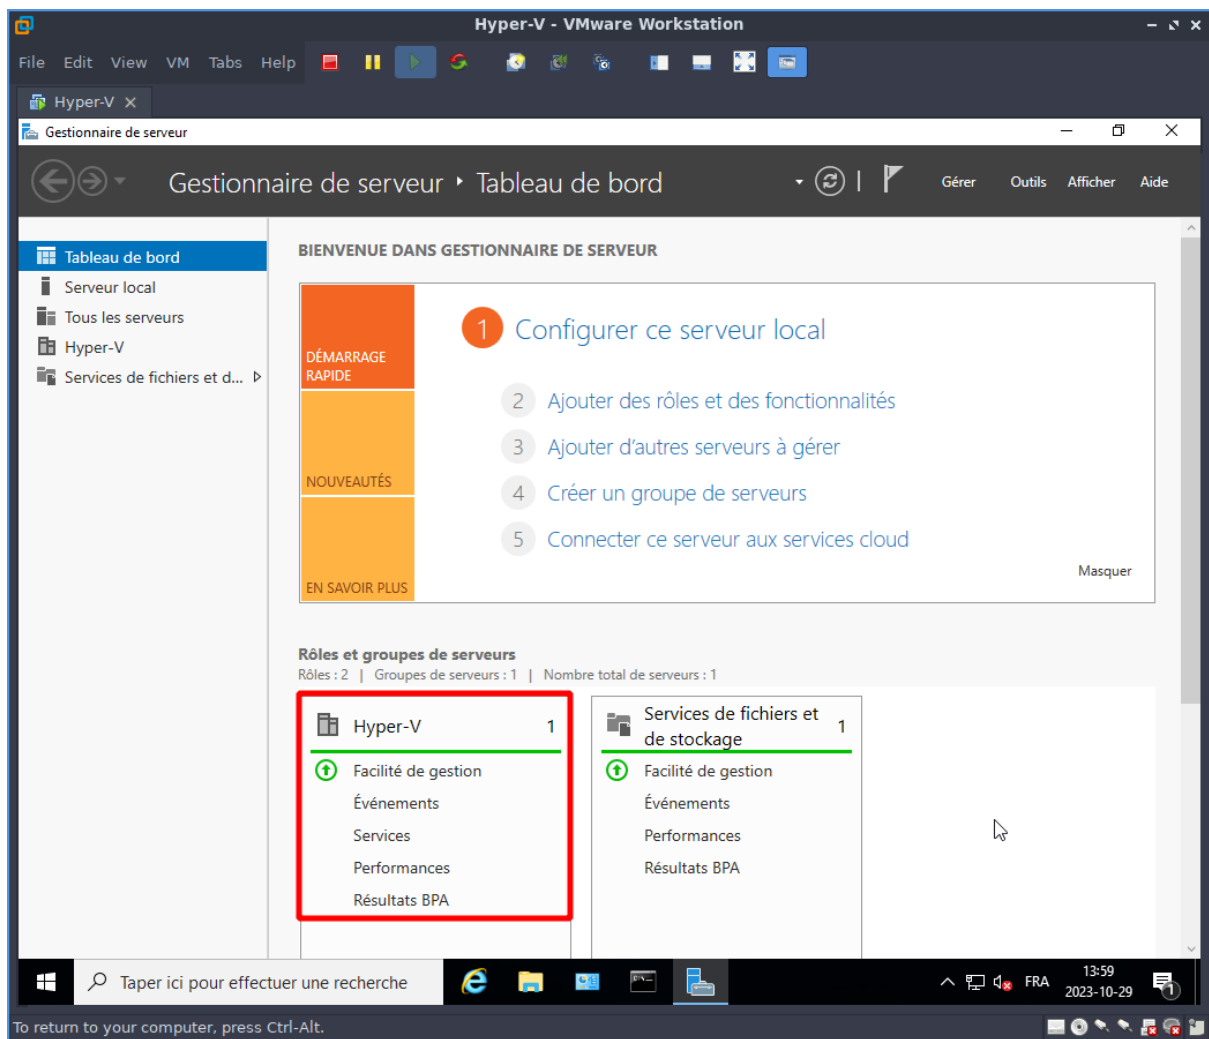 Hyper-V - VMware Workstation
File Edit View VM Tabs Help
Hyper-V
Gestionnaire de serveur
Gestionnaire de serveur ‣ Tableau de bord
Gérer Outils Afficher Aide
Tableau de bord
Serveur local
Tous les serveurs
Hyper-V
Services de fichiers et d...
BIENVENUE DANS GESTIONNAIRE DE SERVEUR
DÉMARRAGE
RAPIDE
NOUVEAUTÉS
EN SAVOIR PLUS
1 Configurer ce serveur local
2 Ajouter des rôles et des fonctionnalités
3 Ajouter d’autres serveurs à gérer
4 Créer un groupe de serveurs
5 Connecter ce serveur aux services cloud
Masquer
Rôles et groupes de serveurs
Rôles : 2 | Groupes de serveurs : 1 | Nombre total de serveurs : 1
Hyper-V 1
Facilité de gestion
Événements
Services
Performances
Résultats BPA
Services de fichiers et
de stockage 1
Facilité de gestion
Événements
Performances
Résultats BPA
Taper ici pour effectuer une recherche
FRA
13:59
2023-10-29
1
To return to your computer, press Ctrl-Alt.